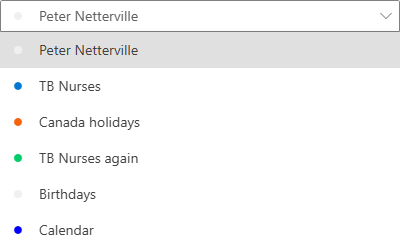 Peter Netterville
Peter Netterville
TB Nurses
Canada holidays
TB Nurses again
Birthdays
Calendar